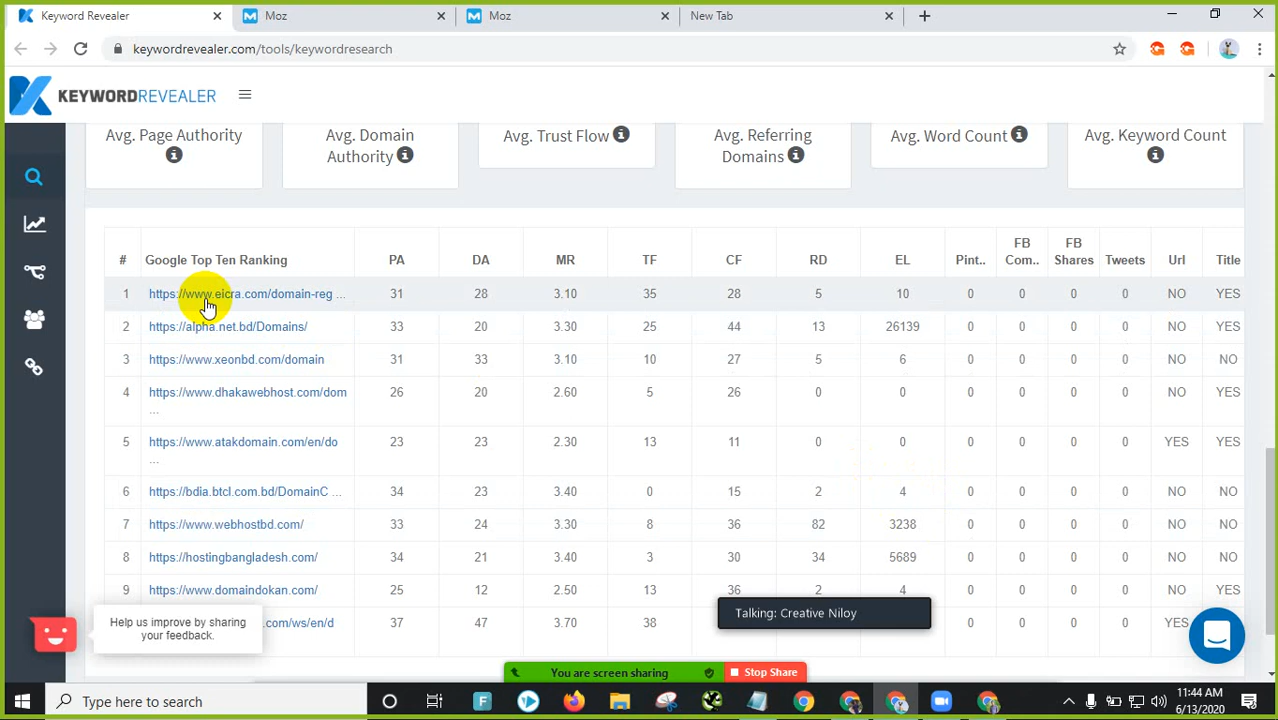 Keyword Revealer
Moz
Moz
New Tab
keywordrevealer.com/tools/keywordresearch
KEYWORDREVEALER
Avg. Page Authority
Avg. Domain
Authority
Avg. Trust Flow
Avg. Referring
Domains
Avg. Word Count
Avg. Keyword Count
# Google Top Ten Ranking PA DA MR TF CF RD EL Pint.. FB Com.. FB Shares Tweets Url Title
1 https://www.eicra.com/domain-reg ... 31 28 3.10 35 28 5 10 0 0 0 0 NO YES
2 https://alpha.net.bd/Domains/ 33 20 3.30 25 44 13 26139 0 0 0 0 NO YES
3 https://www.xeonbd.com/domain 31 33 3.10 10 27 5 6 0 0 0 0 NO NO
4 https://www.dhakawebhost.com/dom 26 20 2.60 5 26 0 0 0 0 0 0 NO YES
...
5 https://www.atakdomain.com/en/do 23 23 2.30 13 11 0 0 0 0 0 0 YES YES
...
6 https://bdia.btcl.com.bd/DomainC ... 34 23 3.40 0 15 2 4 0 0 0 0 NO NO
7 https://www.webhostbd.com/ 33 24 3.30 8 36 82 3238 0 0 0 0 NO NO
8 https://hostingbangladesh.com/ 34 21 3.40 3 30 34 5689 0 0 0 0 NO NO
9 https://www.domaindokan.com/ 25 12 2.50 13 36 2 4 0 0 0 0 NO YES
.com/ws/en/d 37 47 3.70 38 0 0 0 0 YES
Talking: Creative Niloy
Help us improve by sharing
your feedback.
You are screen sharing
Stop Share
Type here to search
11:44 AM
6/13/2020